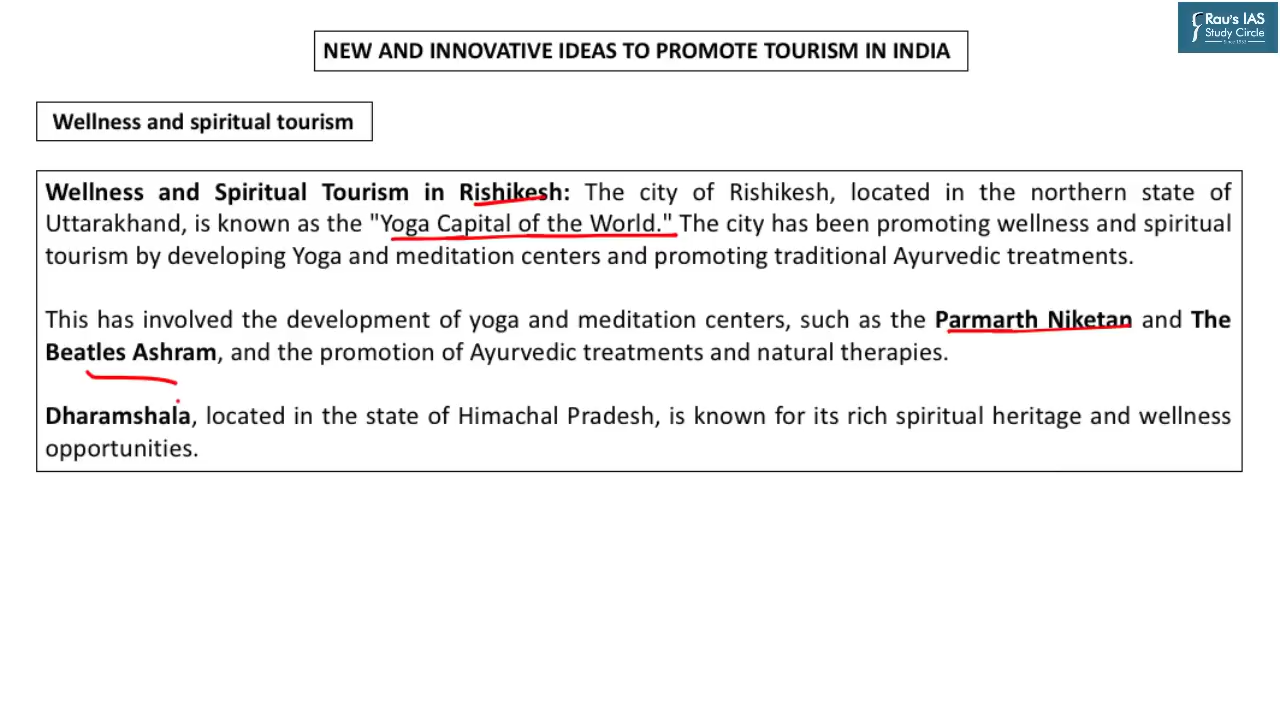 Rau's IAS
Study Circle
Since 1953
NEW AND INNOVATIVE IDEAS TO PROMOTE TOURISM IN INDIA
Wellness and spiritual tourism
Wellness and Spiritual Tourism in Rishikesh: The city of Rishikesh, located in the northern state of
Uttarakhand, is known as the "Yoga Capital of the World." The city has been promoting wellness and spiritual
tourism by developing Yoga and meditation centers and promoting traditional Ayurvedic treatments.
This has involved the development of yoga and meditation centers, such as the Parmarth Niketan and The
Beatles Ashram, and the promotion of Ayurvedic treatments and natural therapies.
Dharamshala, located in the state of Himachal Pradesh, is known for its rich spiritual heritage and wellness
opportunities.